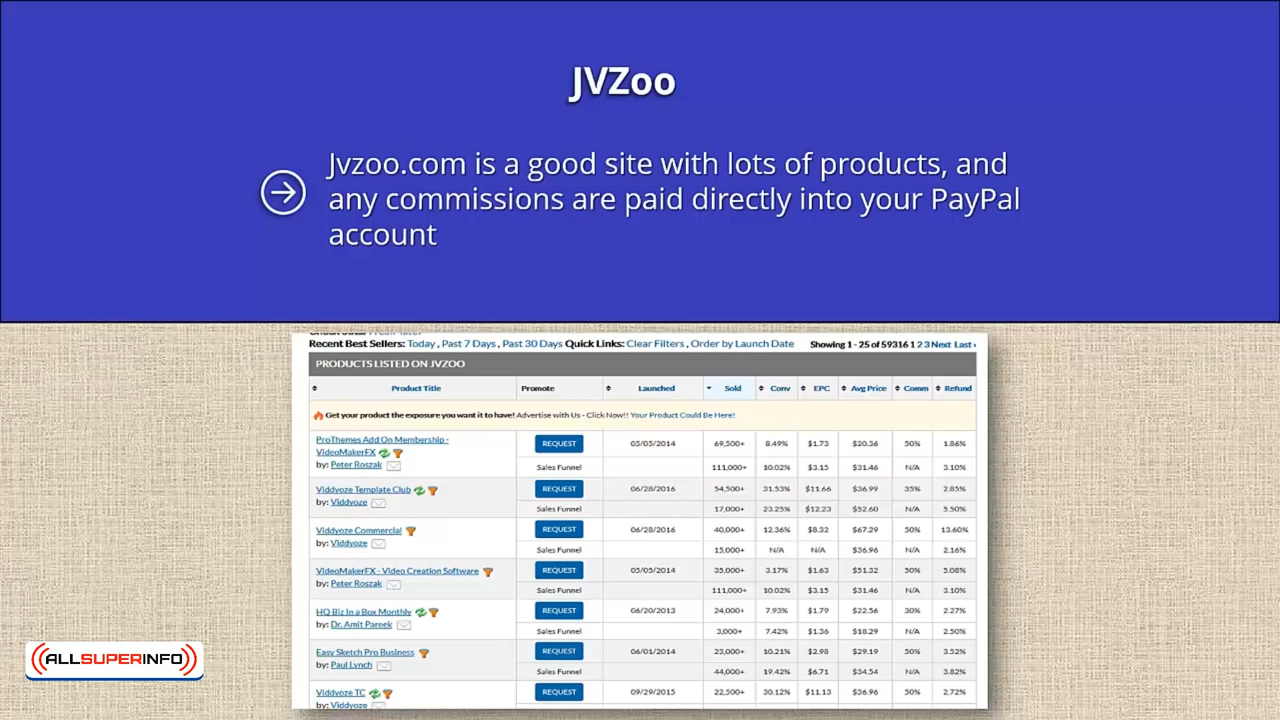 JVZoo
Jvzoo.com is a good site with lots of products, and
any commissions are paid directly into your PayPal
account
Recent Best Sellers: Today , Past 7 Days , Past 30 Days Quick Links: Clear Filters , Order by Launch Date Showing 1 - 25 of 59316 1 2 3 Next Last ›
PRODUCTS LISTED ON JVZOO
Product Title Promote Launched Sold Conv EPC Avg Price Comm Refund
Get your product the exposure you want it to have! Advertise with Us - Click Now!! Your Product Could Be Here!
ProThemes Add On Membership -
VideoMakerFX
by: Peter Roszak
REQUEST 05/05/2014 69,500+ 8.49% $1.73 $20.36 50% 1.86%
Sales Funnel 111,000+ 10.02% $3.15 $31.46 N/A 3.10%
Viddyoze Template Club
by: Viddyoze
REQUEST 06/28/2016 54,500+ 31.53% $11.66 $36.99 35% 2.85%
Sales Funnel 17,000+ 23.25% $12.23 $52.60 N/A 5.50%
Viddyoze Commercial
by: Viddyoze
REQUEST 06/28/2016 40,000+ 12.36% $8.32 $67.29 50% 13.60%
Sales Funnel 15,000+ N/A N/A $36.96 N/A 2.16%
VideoMakerFX - Video Creation Software
by: Peter Roszak
REQUEST 05/05/2014 35,000+ 3.17% $1.63 $51.32 50% 5.08%
Sales Funnel 111,000+ 10.02% $3.15 $31.46 N/A 3.10%
HQ Biz In a Box Monthly
by: Dr. Amit Pareek
REQUEST 06/20/2013 24,000+ 7.93% $1.79 $22.56 30% 2.27%
Sales Funnel 3,000+ 7.42% $1.36 $18.29 N/A 2.50%
Easy Sketch Pro Business
by: Paul Lynch
REQUEST 06/01/2014 23,000+ 10.21% $2.98 $29.19 50% 3.52%
Sales Funnel 44,000+ 19.42% $6.71 $34.54 N/A 3.82%
Viddyoze TC
by: Viddyoze
REQUEST 09/29/2015 22,500+ 30.12% $11.13 $36.96 50% 2.72%
ALLSUPERINFO